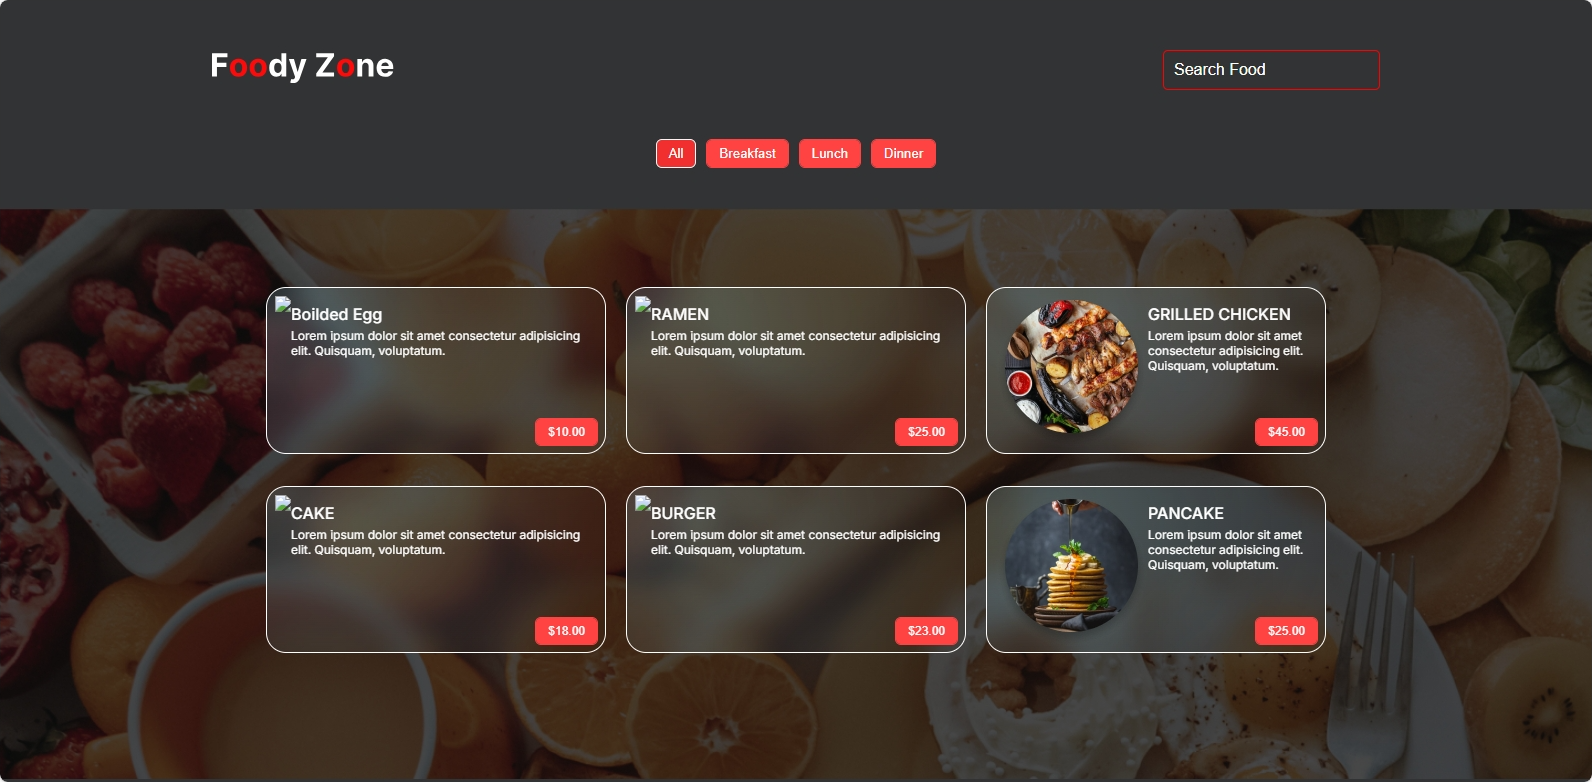 Foody Zone
Search Food
All
Breakfast
Lunch
Dinner
Boilded Egg
Lorem ipsum dolor sit amet consectetur adipisicing
elit. Quisquam, voluptatum.
$10.00
RAMEN
Lorem ipsum dolor sit amet consectetur adipisicing
elit. Quisquam, voluptatum.
$25.00
GRILLED CHICKEN
Lorem ipsum dolor sit amet
consectetur adipisicing elit.
Quisquam, voluptatum.
$45.00
CAKE
Lorem ipsum dolor sit amet consectetur adipisicing
elit. Quisquam, voluptatum.
$18.00
BURGER
Lorem ipsum dolor sit amet consectetur adipisicing
elit. Quisquam, voluptatum.
$23.00
PANCAKE
Lorem ipsum dolor sit amet
consectetur adipisicing elit.
Quisquam, voluptatum.
$25.00